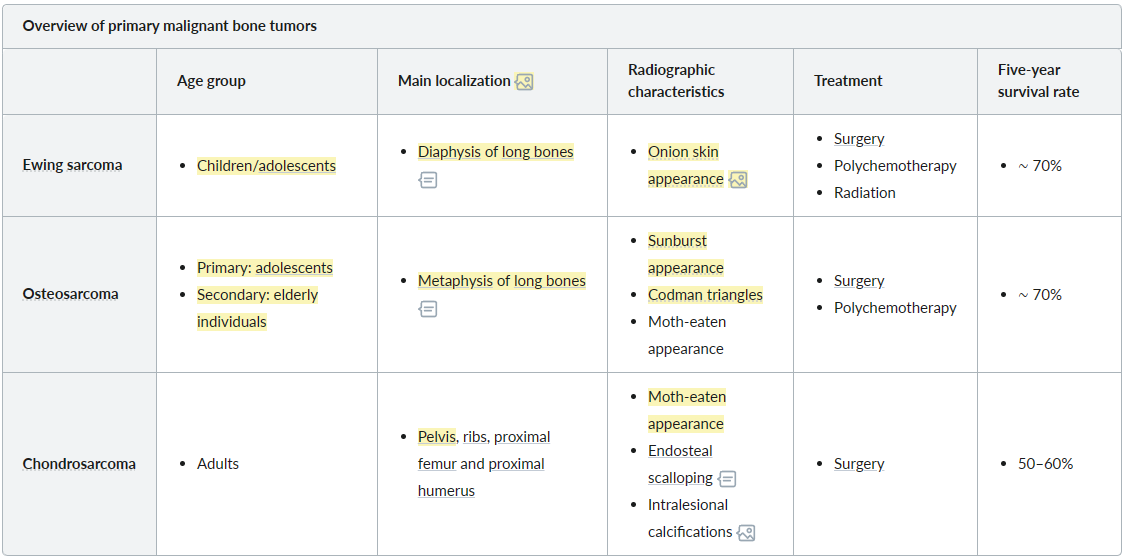 Overview of primary malignant bone tumors
Age group
Main localization
Radiographic
characteristics
Treatment
Five-year
survival rate
Ewing sarcoma
• Children/adolescents
• Diaphysis of long bones
• Onion skin
appearance
• Surgery
• Polychemotherapy
• Radiation
• ~ 70%
Osteosarcoma
• Primary: adolescents
• Secondary: elderly
individuals
• Metaphysis of long bones
• Sunburst
appearance
• Codman triangles
• Moth-eaten
appearance
• Surgery
• Polychemotherapy
• ~ 70%
Chondrosarcoma
• Adults
• Pelvis, ribs, proximal
femur and proximal
humerus
• Moth-eaten
appearance
• Endosteal
scalloping
• Intralesional
calcifications
• Surgery
• 50–60%